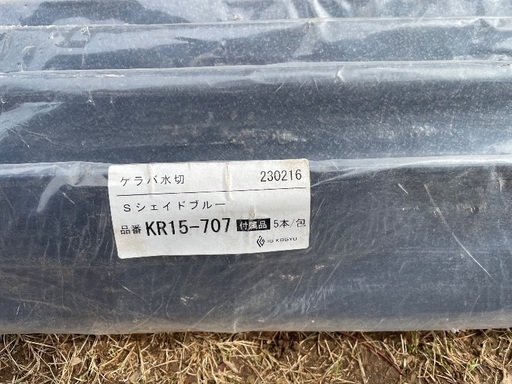 ケラバ水切 230216
Sシェイドブルー
品番 KR15-707 付属品 5本/包
IG KOGYO